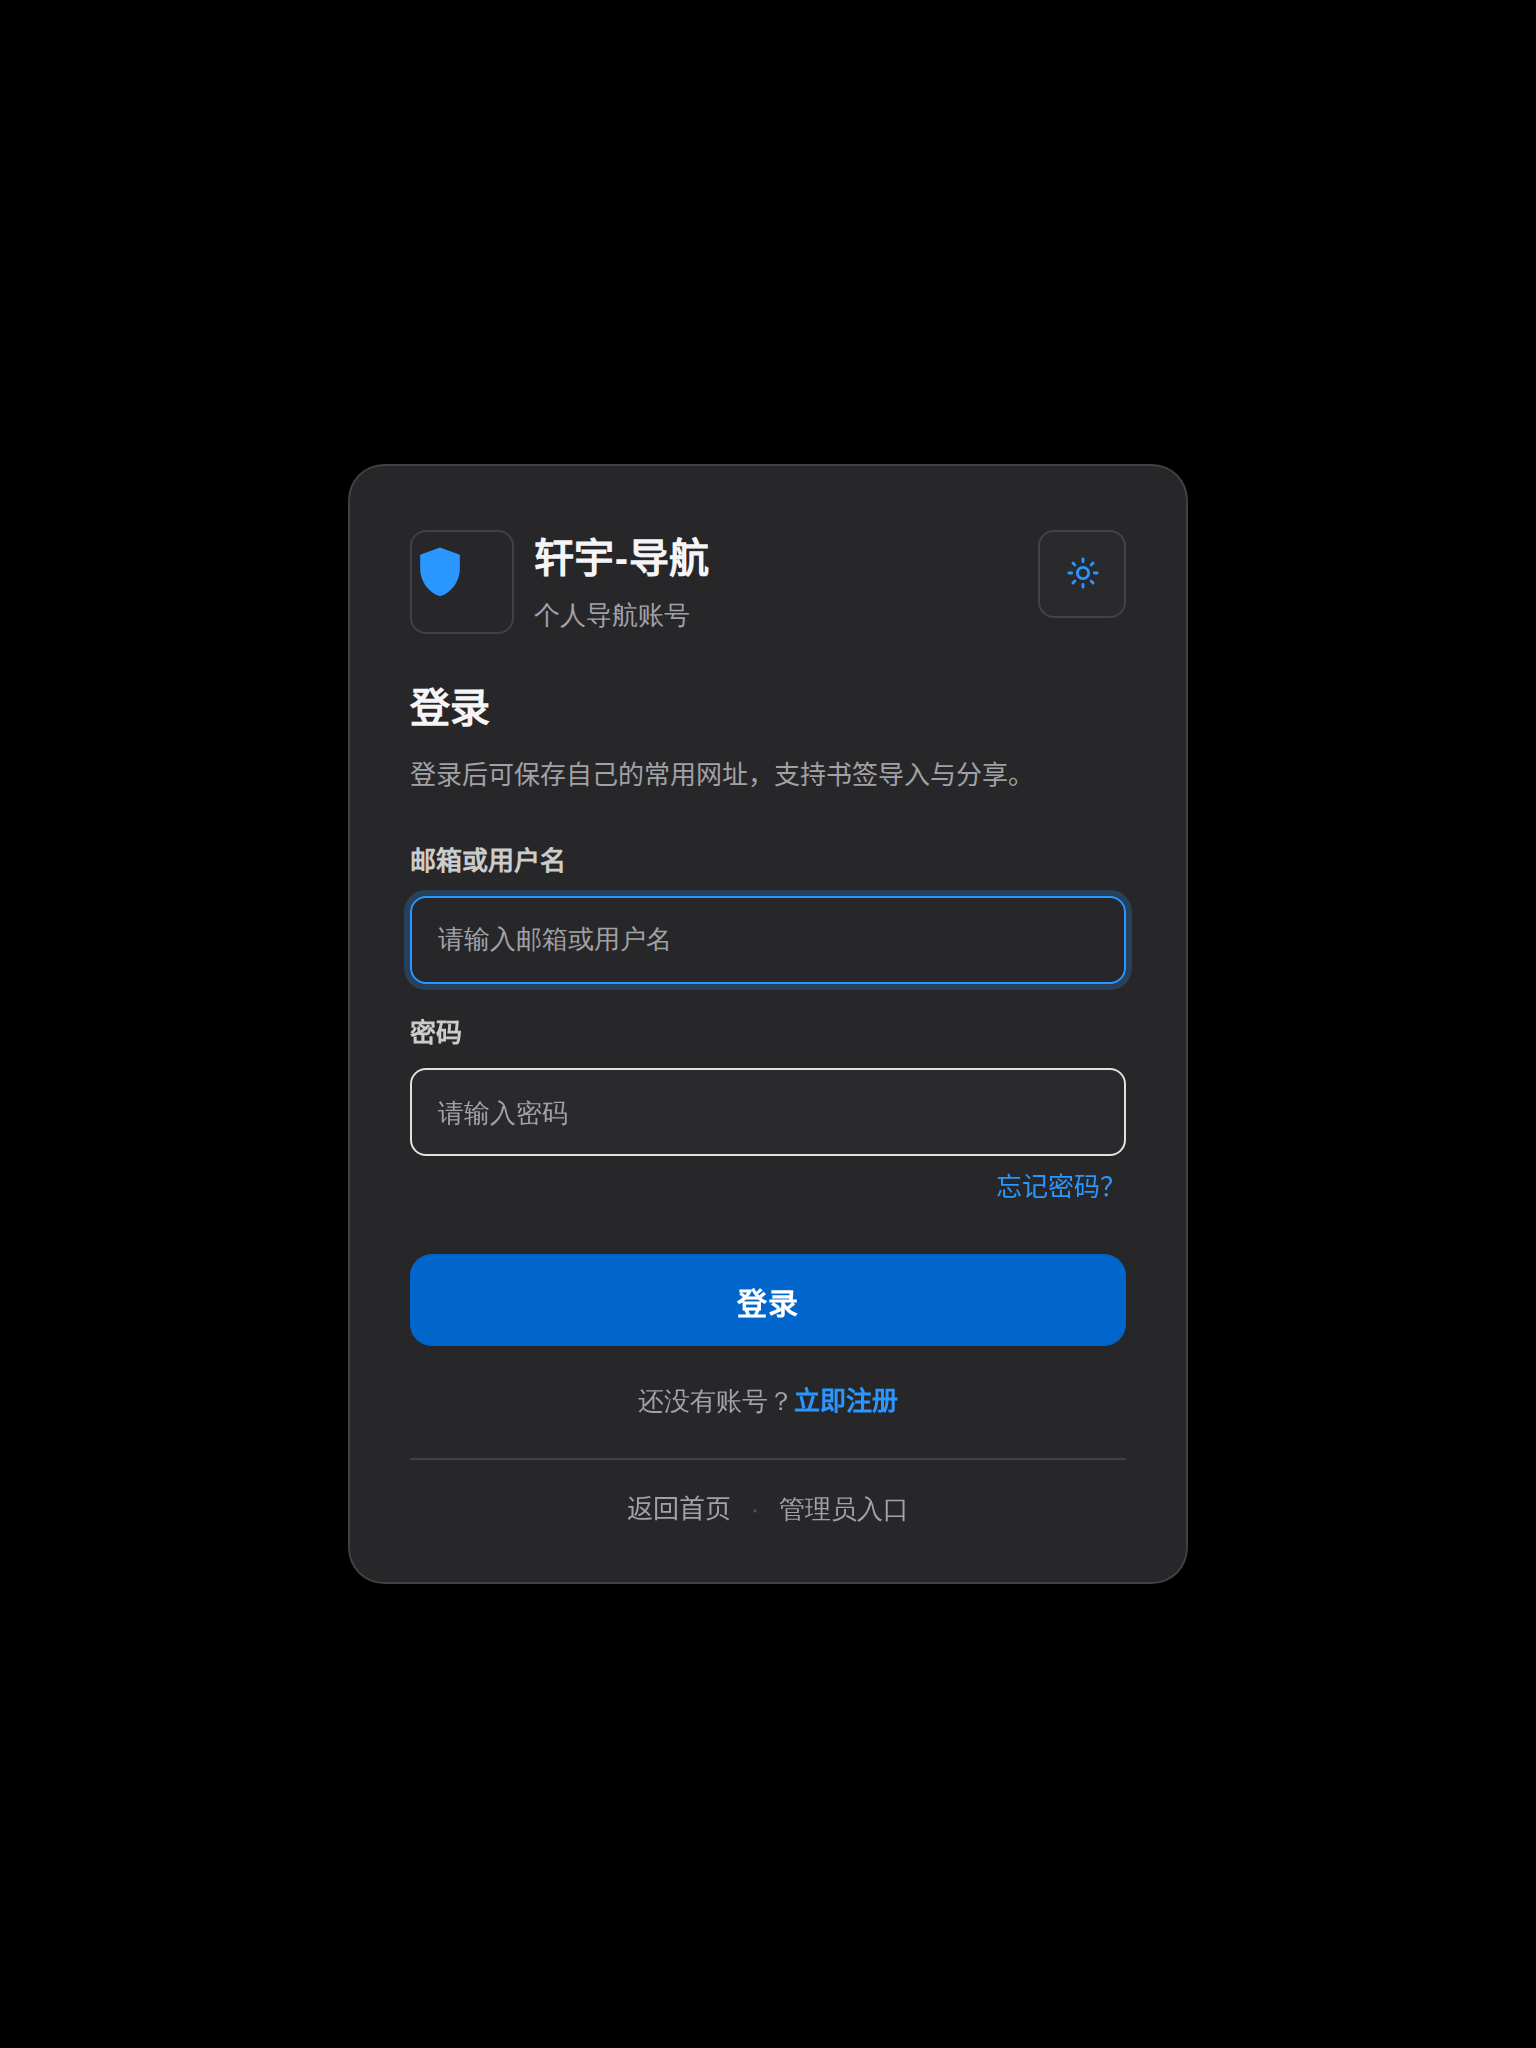 轩宇-导航
个人导航账号
登录
登录后可保存自己的常用网址，支持书签导入与分享。
邮箱或用户名
请输入邮箱或用户名
密码
请输入密码
忘记密码？
登录
还没有账号？立即注册
返回首页 · 管理员入口